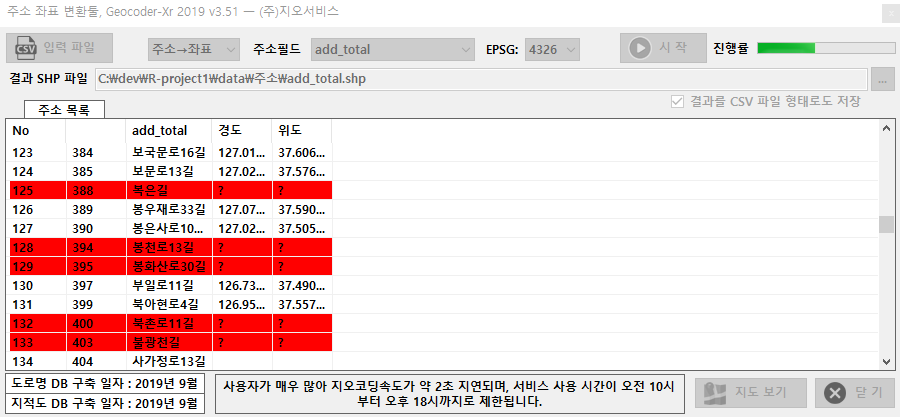 주소 좌표 변환툴, Geocoder-Xr 2019 v3.51 — (주)지오서비스
CSV 입력 파일 주소→좌표 주소필드 add_total EPSG: 4326 시 작 진행률
결과 SHP 파일 C:\dev\R-project1\data\주소\add_total.shp ...
결과를 CSV 파일 형태로도 저장
주소 목록
No add_total 경도 위도
123 384 보국문로16길 127.01... 37.606...
124 385 보문로13길 127.02... 37.576...
125 388 복은길 ? ?
126 389 봉우재로33길 127.07... 37.590...
127 390 봉은사로10... 127.02... 37.505...
128 394 봉천로13길 ? ?
129 395 봉화산로30길 ? ?
130 397 부일로11길 126.73... 37.490...
131 399 북아현로4길 126.95... 37.557...
132 400 북촌로11길 ? ?
133 403 불광천길 ? ?
134 404 사가정로13길
도로명 DB 구축 일자 : 2019년 9월
지적도 DB 구축 일자 : 2019년 9월
사용자가 매우 많아 지오코딩속도가 약 2초 지연되며, 서비스 사용 시간이 오전 10시
부터 오후 18시까지로 제한됩니다.
지도 보기 닫 기